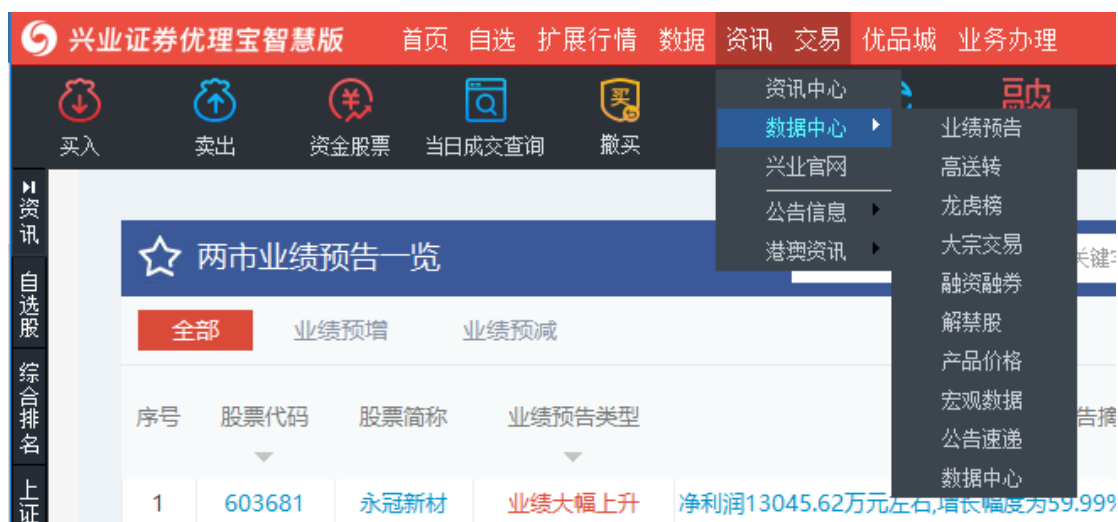 兴业证券优理宝智慧版 首页 自选 扩展行情 数据 资讯 交易 优品城 业务办理
买入 卖出 资金股票 当日成交查询 撤买
买
资讯中心
数据中心
兴业官网
公告信息
港澳资讯
业绩预告
高送转
龙虎榜
大宗交易
融资融券
解禁股
产品价格
宏观数据
公告速递
数据中心
资讯
自选股
综合排名
上证
两市业绩预告一览
关键字
全部 业绩预增 业绩预减
序号 股票代码 股票简称 业绩预告类型 告摘
1 603681 永冠新材 业绩大幅上升 净利润13045.62万元左右,增长幅度为59.99%